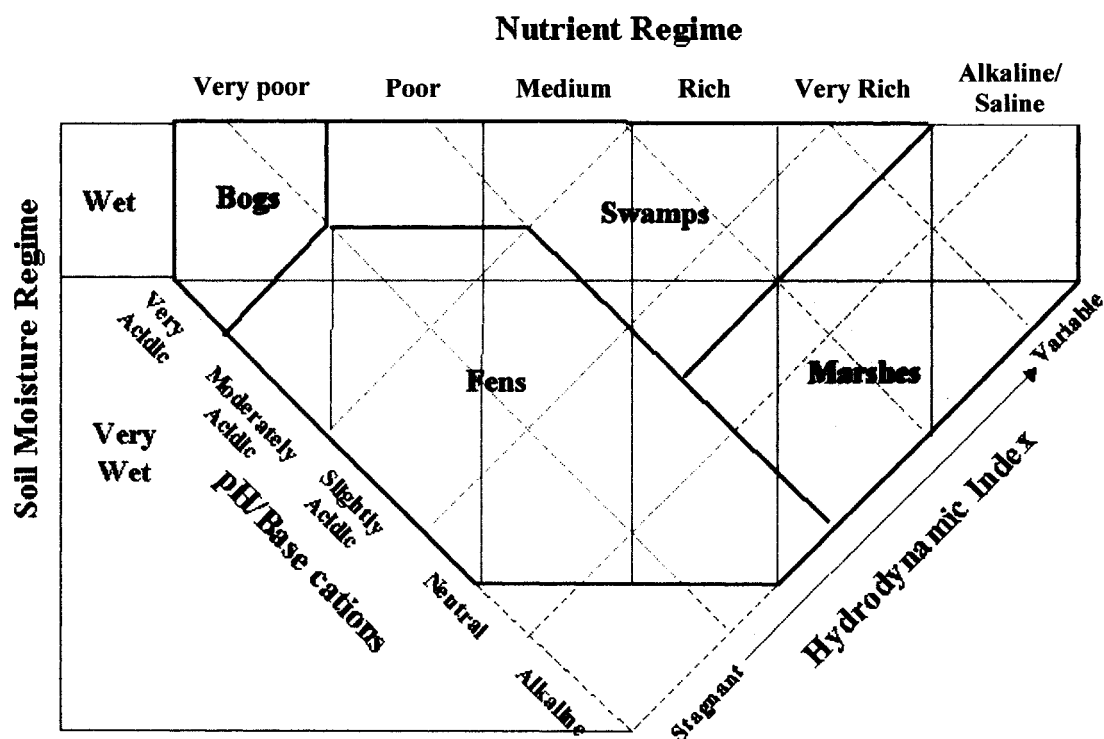 Nutrient Regime
Very poor
Poor
Medium
Rich
Very Rich
Alkaline/
Saline
Soil Moisture Regime
Wet
Very
Wet
Bogs
Swamps
Fens
Marshes
Very
Acidic
Moderately
Acidic
Slightly
Acidic
Neutral
Alkaline
pH/Base cations
Stagnant
Variable
Hydrodynamic Index